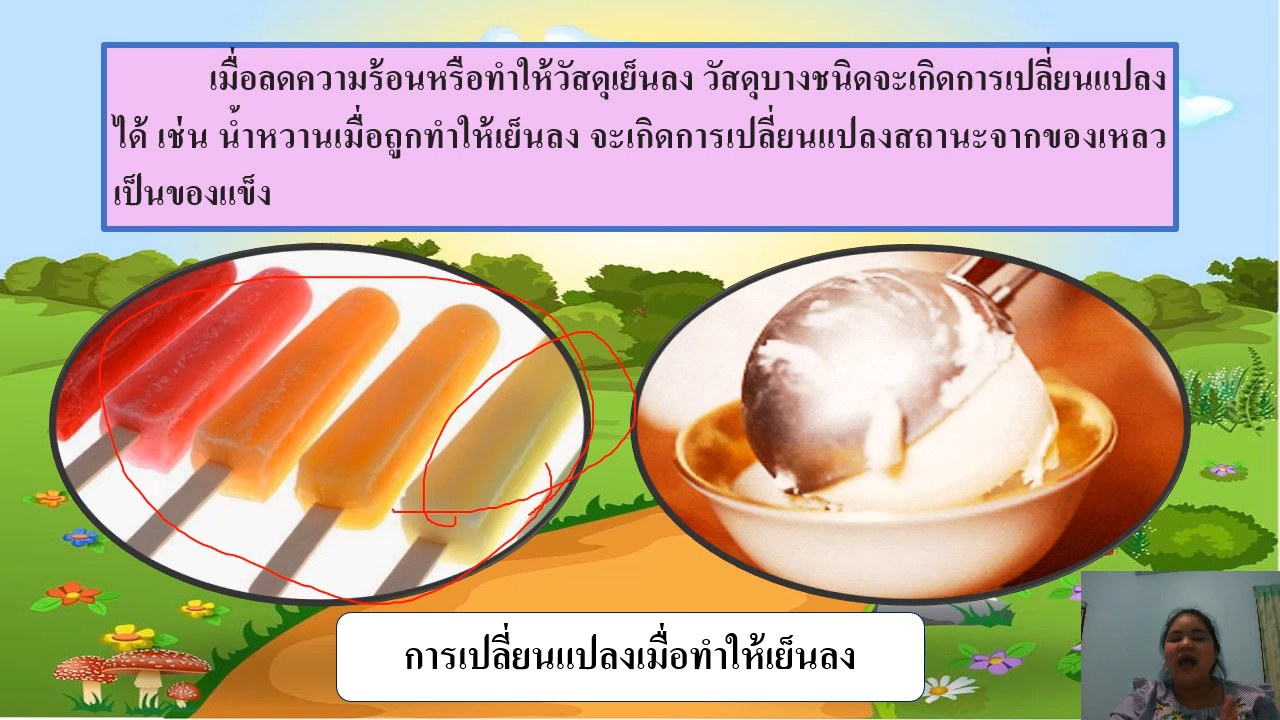 เมื่อลดความร้อนหรือทำให้วัสดุเย็นลง วัสดุบางชนิดจะเกิดการเปลี่ยนแปลง
ได้ เช่น น้ำหวานเมื่อถูกทำให้เย็นลง จะเกิดการเปลี่ยนแปลงสถานะจากของเหลว
เป็นของแข็ง
การเปลี่ยนแปลงเมื่อทำให้เย็นลง